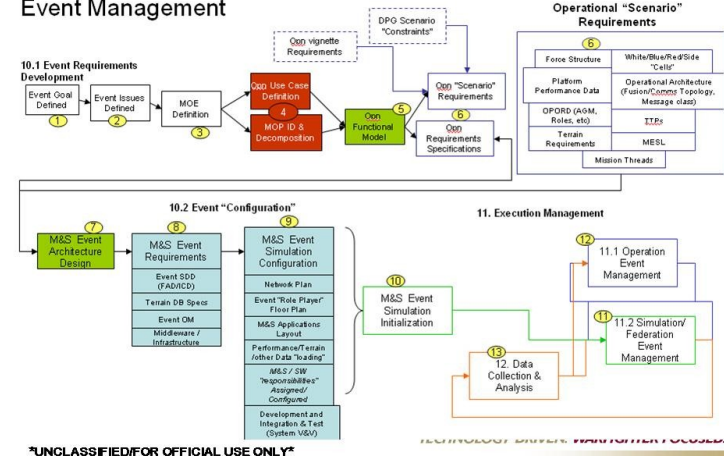 Event Management
Operational “Scenario”
Requirements
DPG Scenario
"Constraints"
Opn vignette
Requirements
10.1 Event Requirements
Development
Event Goal
Defined
1
Event Issues
Defined
2
MOE
Definition
3
Opn Use Case
Definition
4
MOP ID &
Decomposition
5
Opn
Functional
Model
Opn "Scenario"
Requirements
6
Opn
Requirements
Specifications
6
Force Structure
White/Blue/Red/Side
"Cells"
Platform
Performance Data
Operational Architecture
(Fusion/Comms Topology,
Message class)
OPORD (AGM,
Roles, etc)
TTPs
Terrain
Requirements
MESL
Mission Threads
10.2 Event “Configuration”
11. Execution Management
7
M&S Event
Architecture
Design
8
M&S Event
Requirements
Event SDD
(FAD/ICD)
Terrain DB Specs
Event OM
Middleware /
Infrastructure
9
M&S Event
Simulation
Configuration
Network Plan
Event "Role Player"
Floor Plan
M&S Applications
Layout
Performance/Terrain
/other Data "loading"
M&S / SW
"responsibilities"
Assigned/
Configured
Development and
Integration & Test
(System V&V)
10
M&S Event
Simulation
Initialization
12
11.1 Operation
Event
Management
11
11.2 Simulation/
Federation
Event
Management
13
12. Data
Collection &
Analysis
TECHNOLOGY DRIVEN. WARFIGHTER FOCUSED.
*UNCLASSIFIED/FOR OFFICIAL USE ONLY*